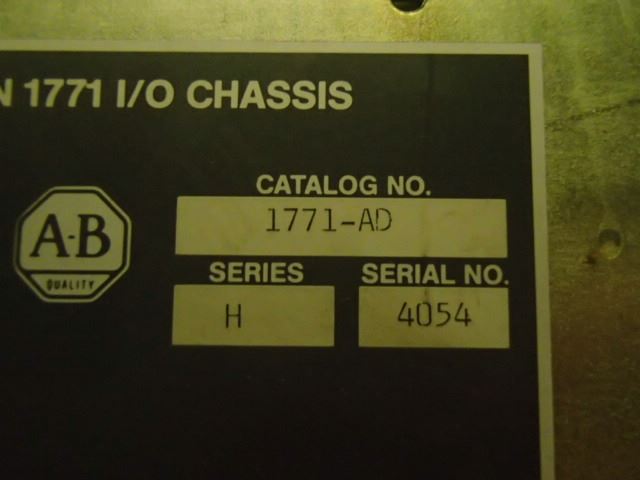 N 1771 I/O CHASSIS
CATALOG NO.
1771-AD
A-B
QUALITY
SERIES SERIAL NO.
H 4054